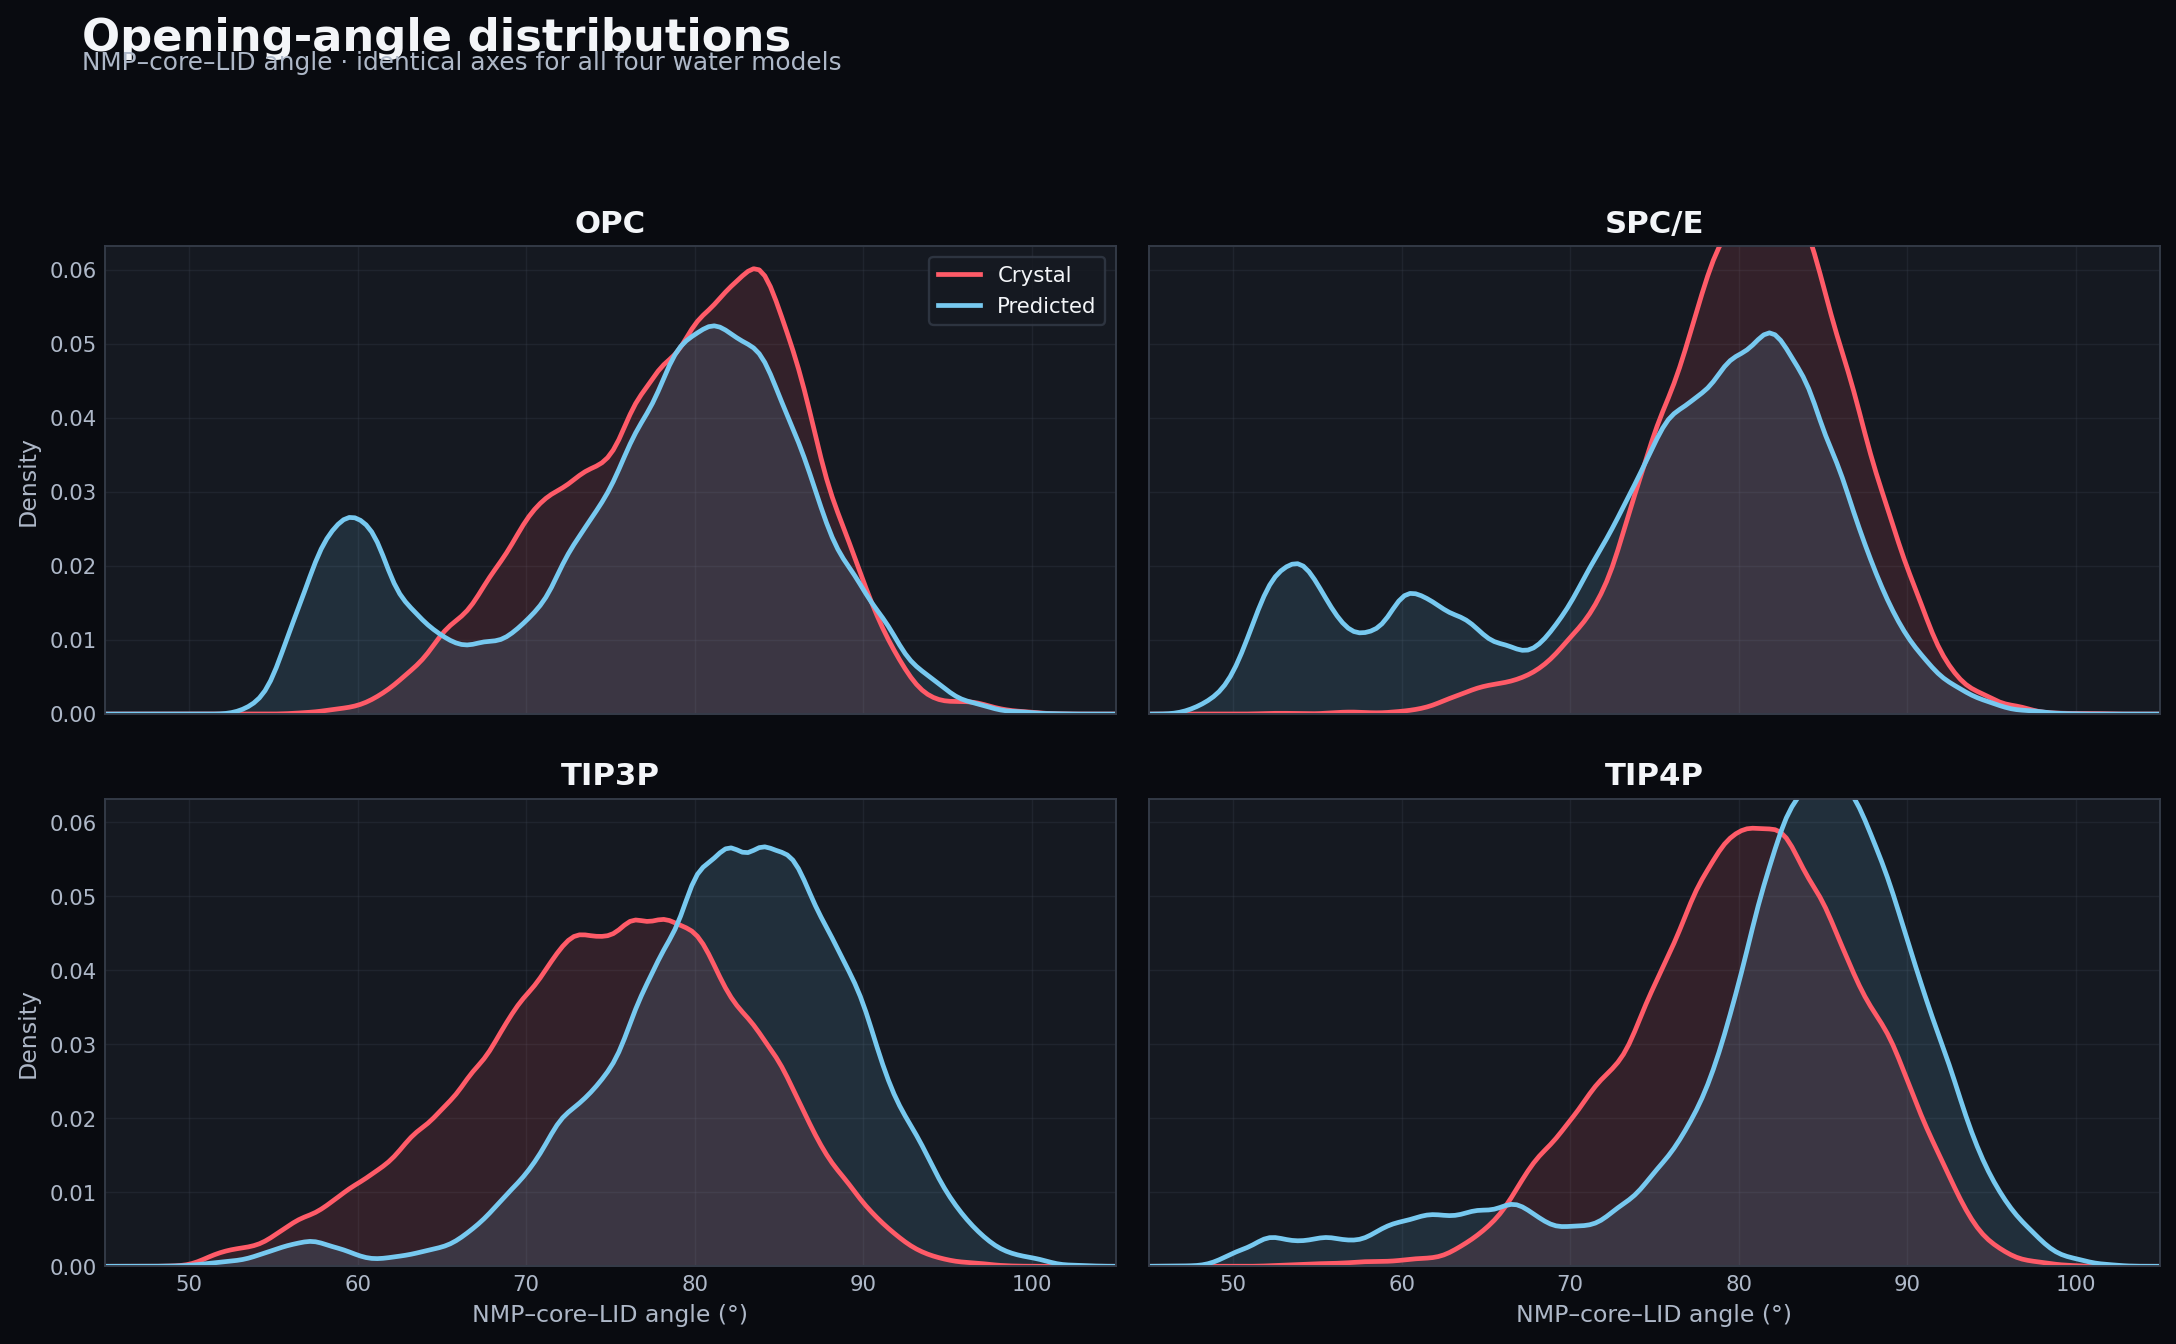 Opening-angle distributions
NMP–core–LID angle · identical axes for all four water models
OPC
SPC/E
Crystal
Predicted
0.06
0.05
0.04
0.03
0.02
0.01
0.00
Density
TIP3P
TIP4P
0.06
0.05
0.04
0.03
0.02
0.01
0.00
Density
50 60 70 80 90 100
50 60 70 80 90 100
NMP–core–LID angle (°)
NMP–core–LID angle (°)